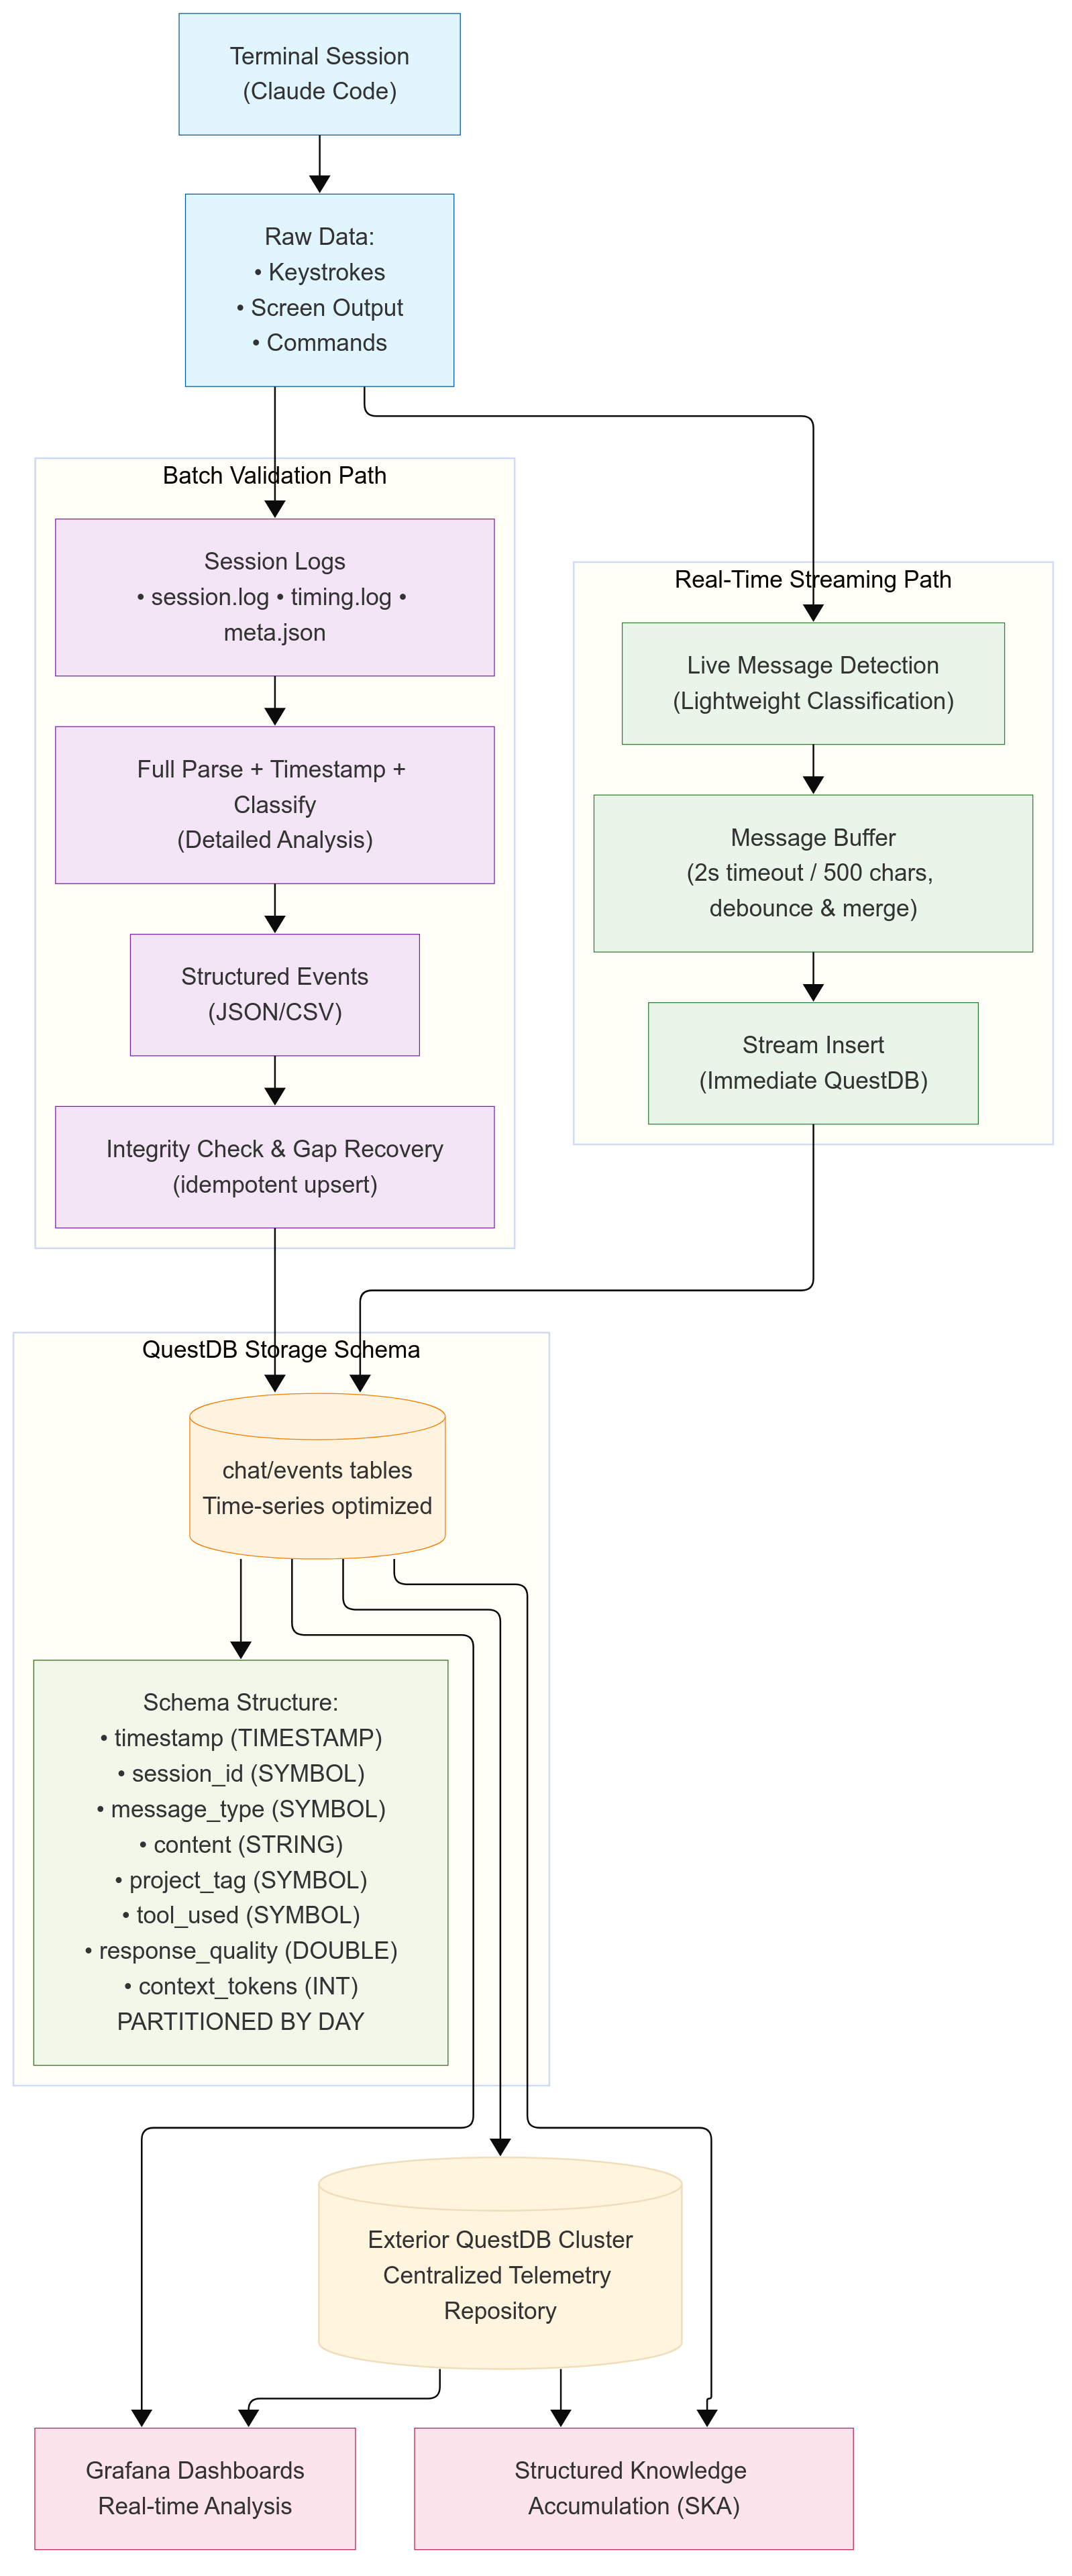 Terminal Session
(Claude Code)
Raw Data:
• Keystrokes
• Screen Output
• Commands
Batch Validation Path
Session Logs
• session.log • timing.log •
meta.json
Full Parse + Timestamp +
Classify
(Detailed Analysis)
Structured Events
(JSON/CSV)
Integrity Check & Gap Recovery
(idempotent upsert)
Real-Time Streaming Path
Live Message Detection
(Lightweight Classification)
Message Buffer
(2s timeout / 500 chars,
debounce & merge)
Stream Insert
(Immediate QuestDB)
QuestDB Storage Schema
chat/events tables
Time-series optimized
Schema Structure:
• timestamp (TIMESTAMP)
• session_id (SYMBOL)
• message_type (SYMBOL)
• content (STRING)
• project_tag (SYMBOL)
• tool_used (SYMBOL)
• response_quality (DOUBLE)
• context_tokens (INT)
PARTITIONED BY DAY
Exterior QuestDB Cluster
Centralized Telemetry
Repository
Grafana Dashboards
Real-time Analysis
Structured Knowledge
Accumulation (SKA)